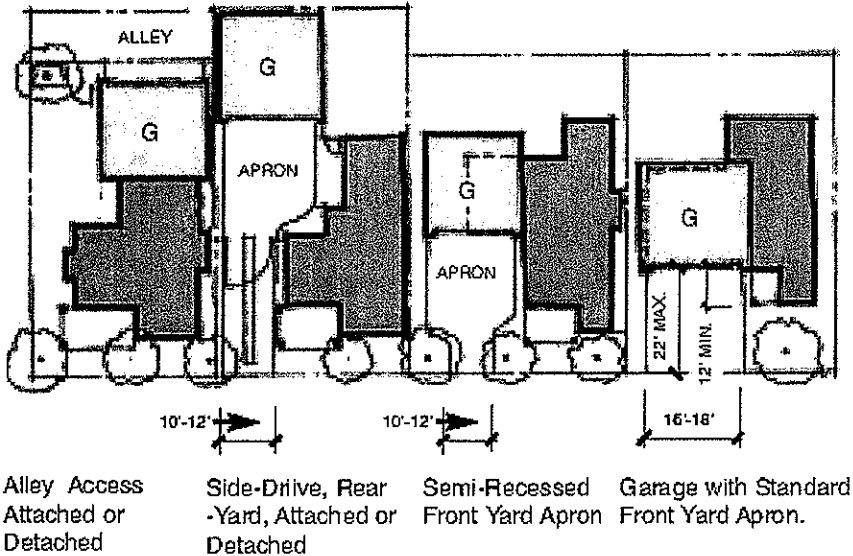 ALLEY
G
G
APRON
G
G
APRON
22' MAX.
12' MIN.
10'-12'
10'-12'
16'-18'
Alley Access
Attached or
Detached
Side-Driive, Rear
-Yard, Attached or
Detached
Semi-Recessed
Front Yard Apron
Garage with Standard
Front Yard Apron.